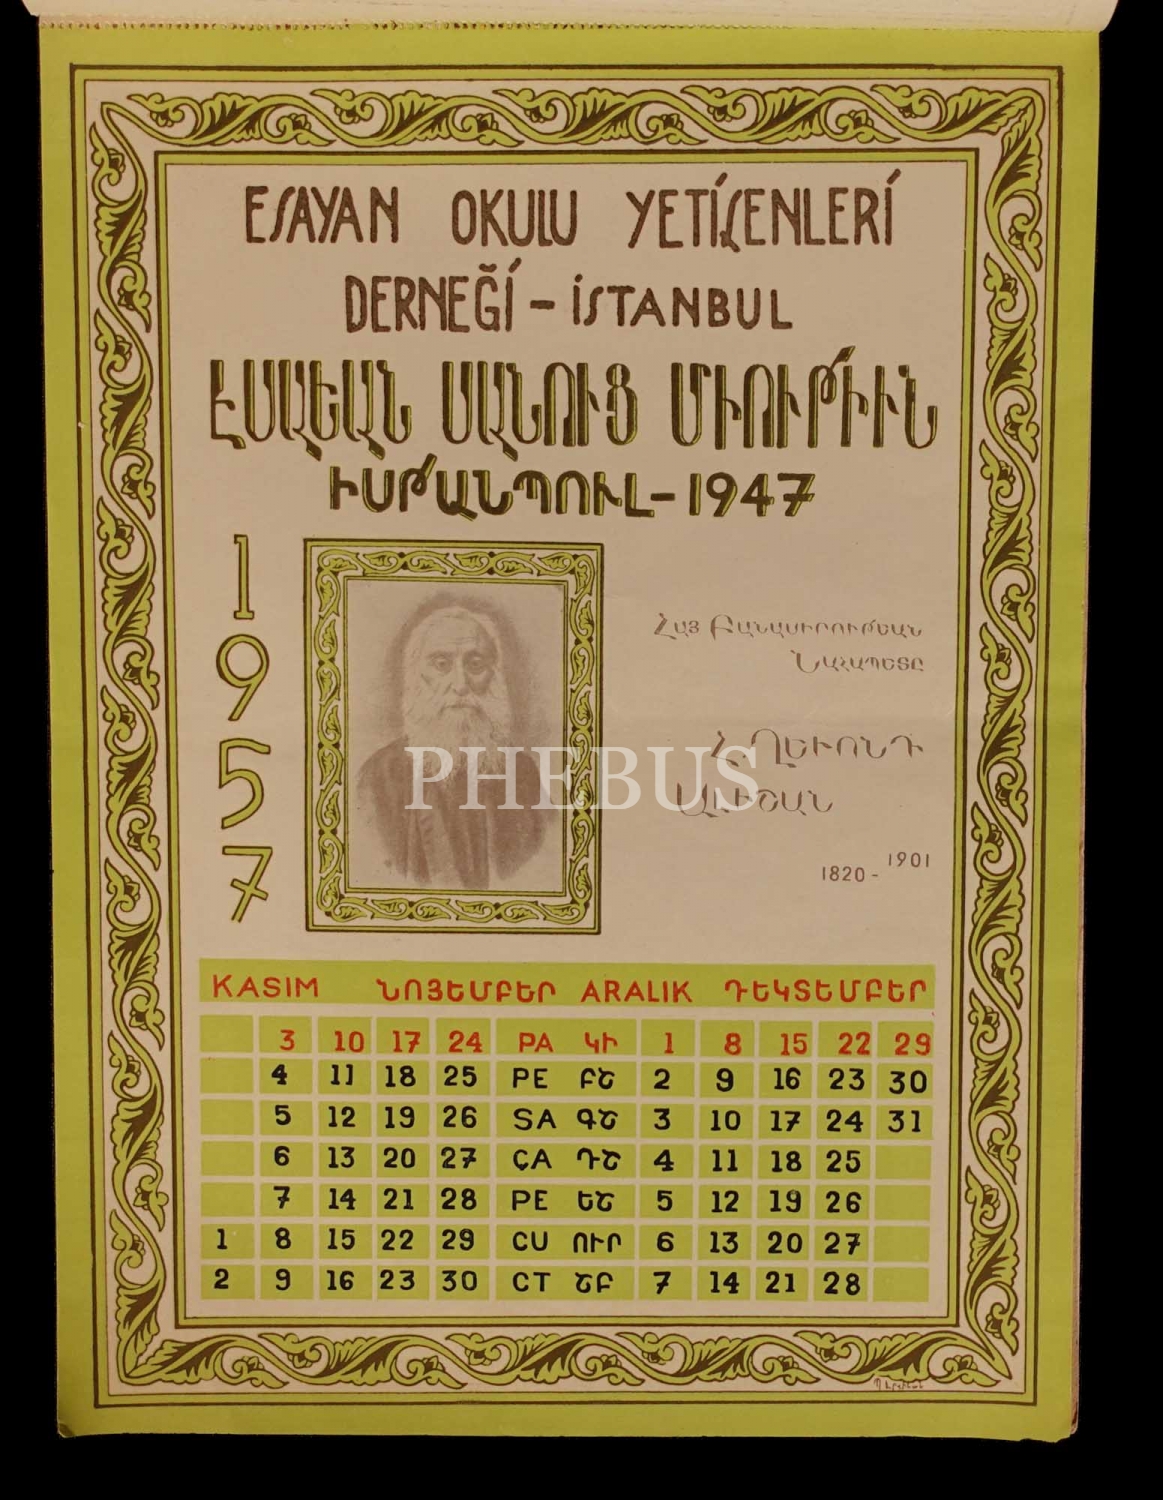 ESAYAN OKULU YETİŞENLERİ
DERNEĞİ - İSTANBUL
ԷՍԱԵԱՆ ՍԱՆՈՒՑ ՄԻՈՒԹԻՒՆ
ԻՍԹԱՆՊՈՒԼ - 1947
1957
ՀԱՅ ԲԱՆԱՍԻՐՈՒԹԵԱՆ
ՆԱՀԱՊԵՏԸ
Հ. ՂԵՒՈՆԴ
ԱԼԻՇԱՆ
1820 - 1901
PHEBUS
KASIM ՆՈՅԵՄԲԵՐ ARALIK ԴԵԿՏԵՄԲԵՐ
3 10 17 24 PA ԿԻ 1 8 15 22 29
4 11 18 25 PE ԲՇ 2 9 16 23 30
5 12 19 26 SA ԳՇ 3 10 17 24 31
6 13 20 27 ÇA ԴՇ 4 11 18 25
7 14 21 28 PE ԵՇ 5 12 19 26
1 8 15 22 29 CU ՈՒՐ 6 13 20 27
2 9 16 23 30 CT ՇԲ 7 14 21 28